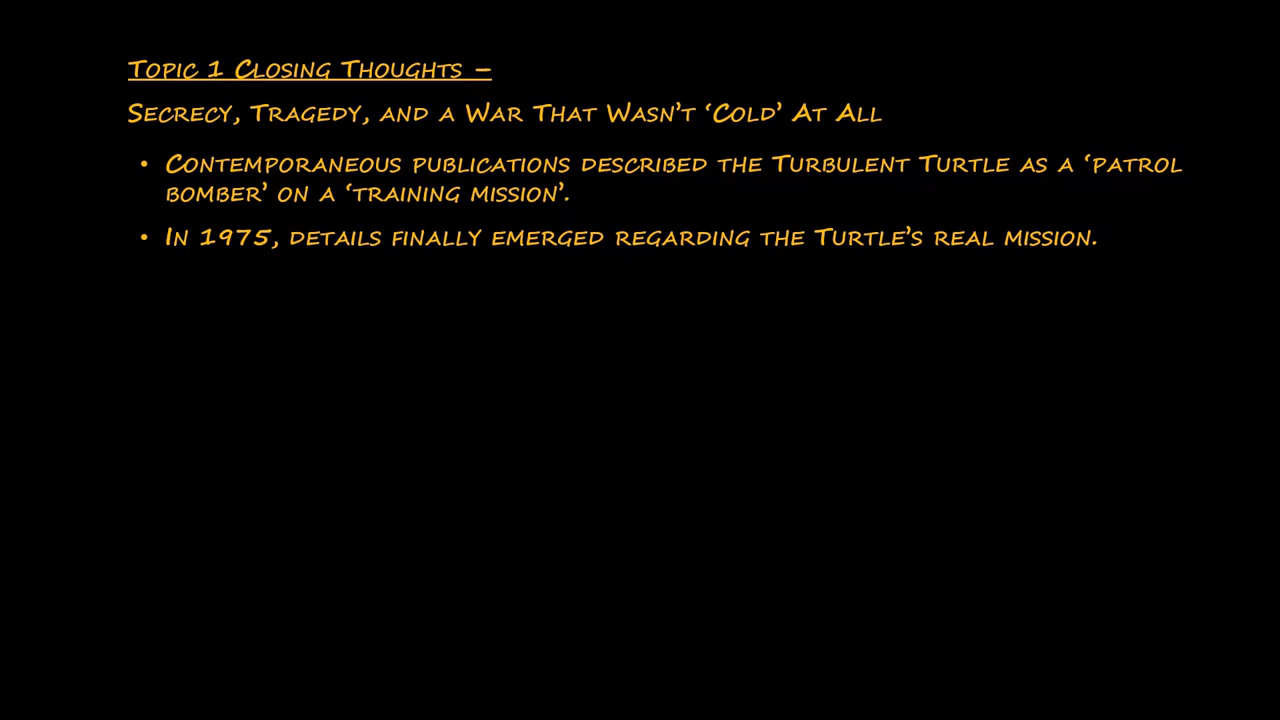 Topic 1 Closing Thoughts –
Secrecy, Tragedy, and a War That Wasn’t ‘Cold’ At All
• Contemporaneous publications described the Turbulent Turtle as a ‘patrol
bomber’ on a ‘training mission’.
• In 1975, details finally emerged regarding the Turtle’s real mission.